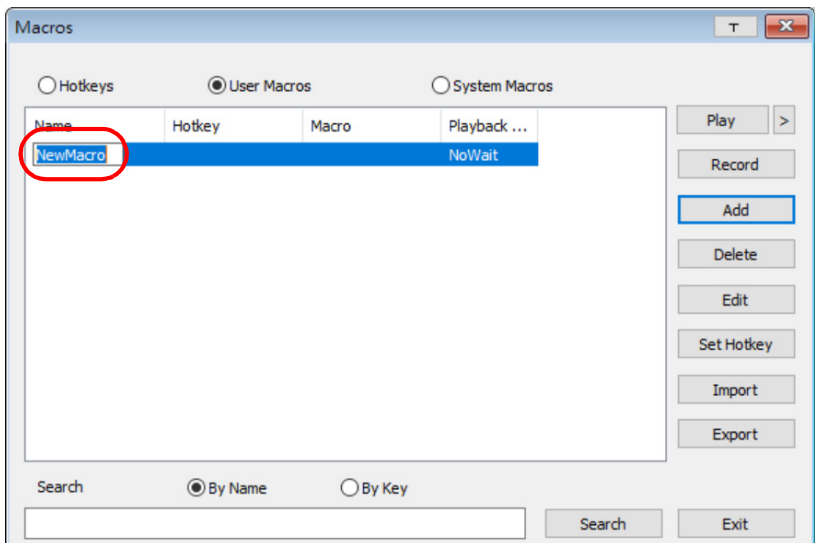 Macros T
Hotkeys User Macros System Macros
Name Hotkey Macro Playback ... Play >
NewMacro NoWait
Record
Add
Delete
Edit
Set Hotkey
Import
Export
Search By Name By Key
Search Exit